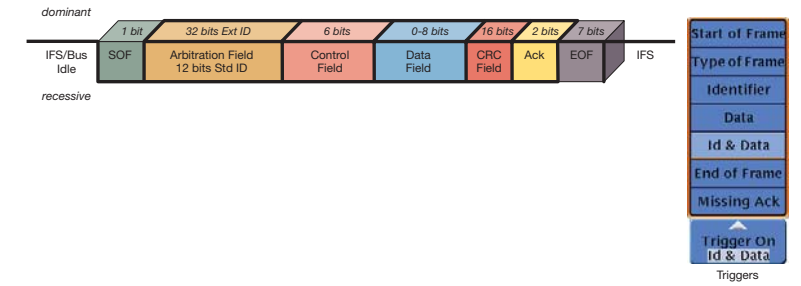 dominant
1 bit
32 bits Ext ID
6 bits
0-8 bits
16 bits
2 bits
7 bits
IFS/Bus
Idle
SOF
Arbitration Field
12 bits Std ID
Control
Field
Data
Field
CRC
Field
Ack
EOF
IFS
recessive
Start of Frame
Type of Frame
Identifier
Data
Id & Data
End of Frame
Missing Ack
Trigger On
Id & Data
Triggers